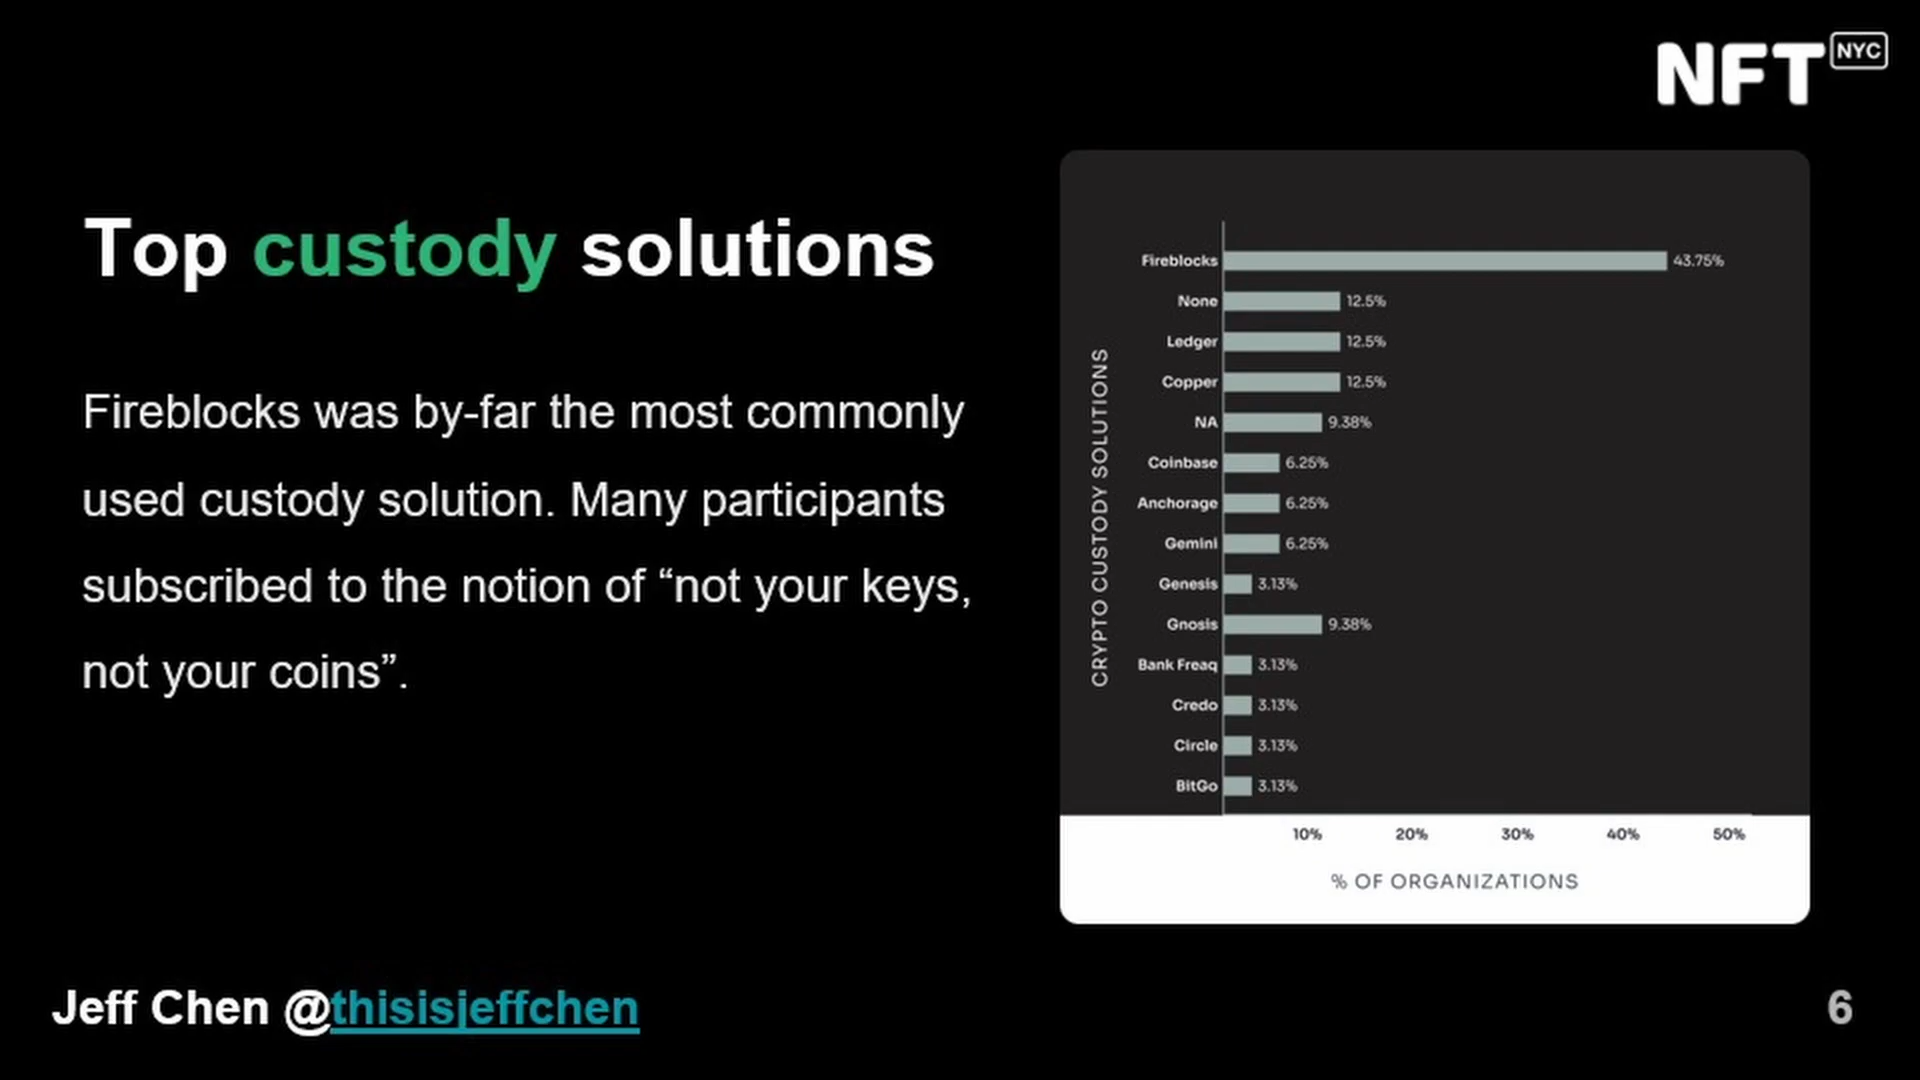 NFT NYC
Top custody solutions
Fireblocks was by-far the most commonly
used custody solution. Many participants
subscribed to the notion of “not your keys,
not your coins”.
CRYPTO CUSTODY SOLUTIONS
Fireblocks 43.75%
None 12.5%
Ledger 12.5%
Copper 12.5%
NA 9.38%
Coinbase 6.25%
Anchorage 6.25%
Gemini 6.25%
Genesis 3.13%
Gnosis 9.38%
Bank Freaq 3.13%
Credo 3.13%
Circle 3.13%
BitGo 3.13%
10% 20% 30% 40% 50%
% OF ORGANIZATIONS
Jeff Chen @thisisjeffchen
6